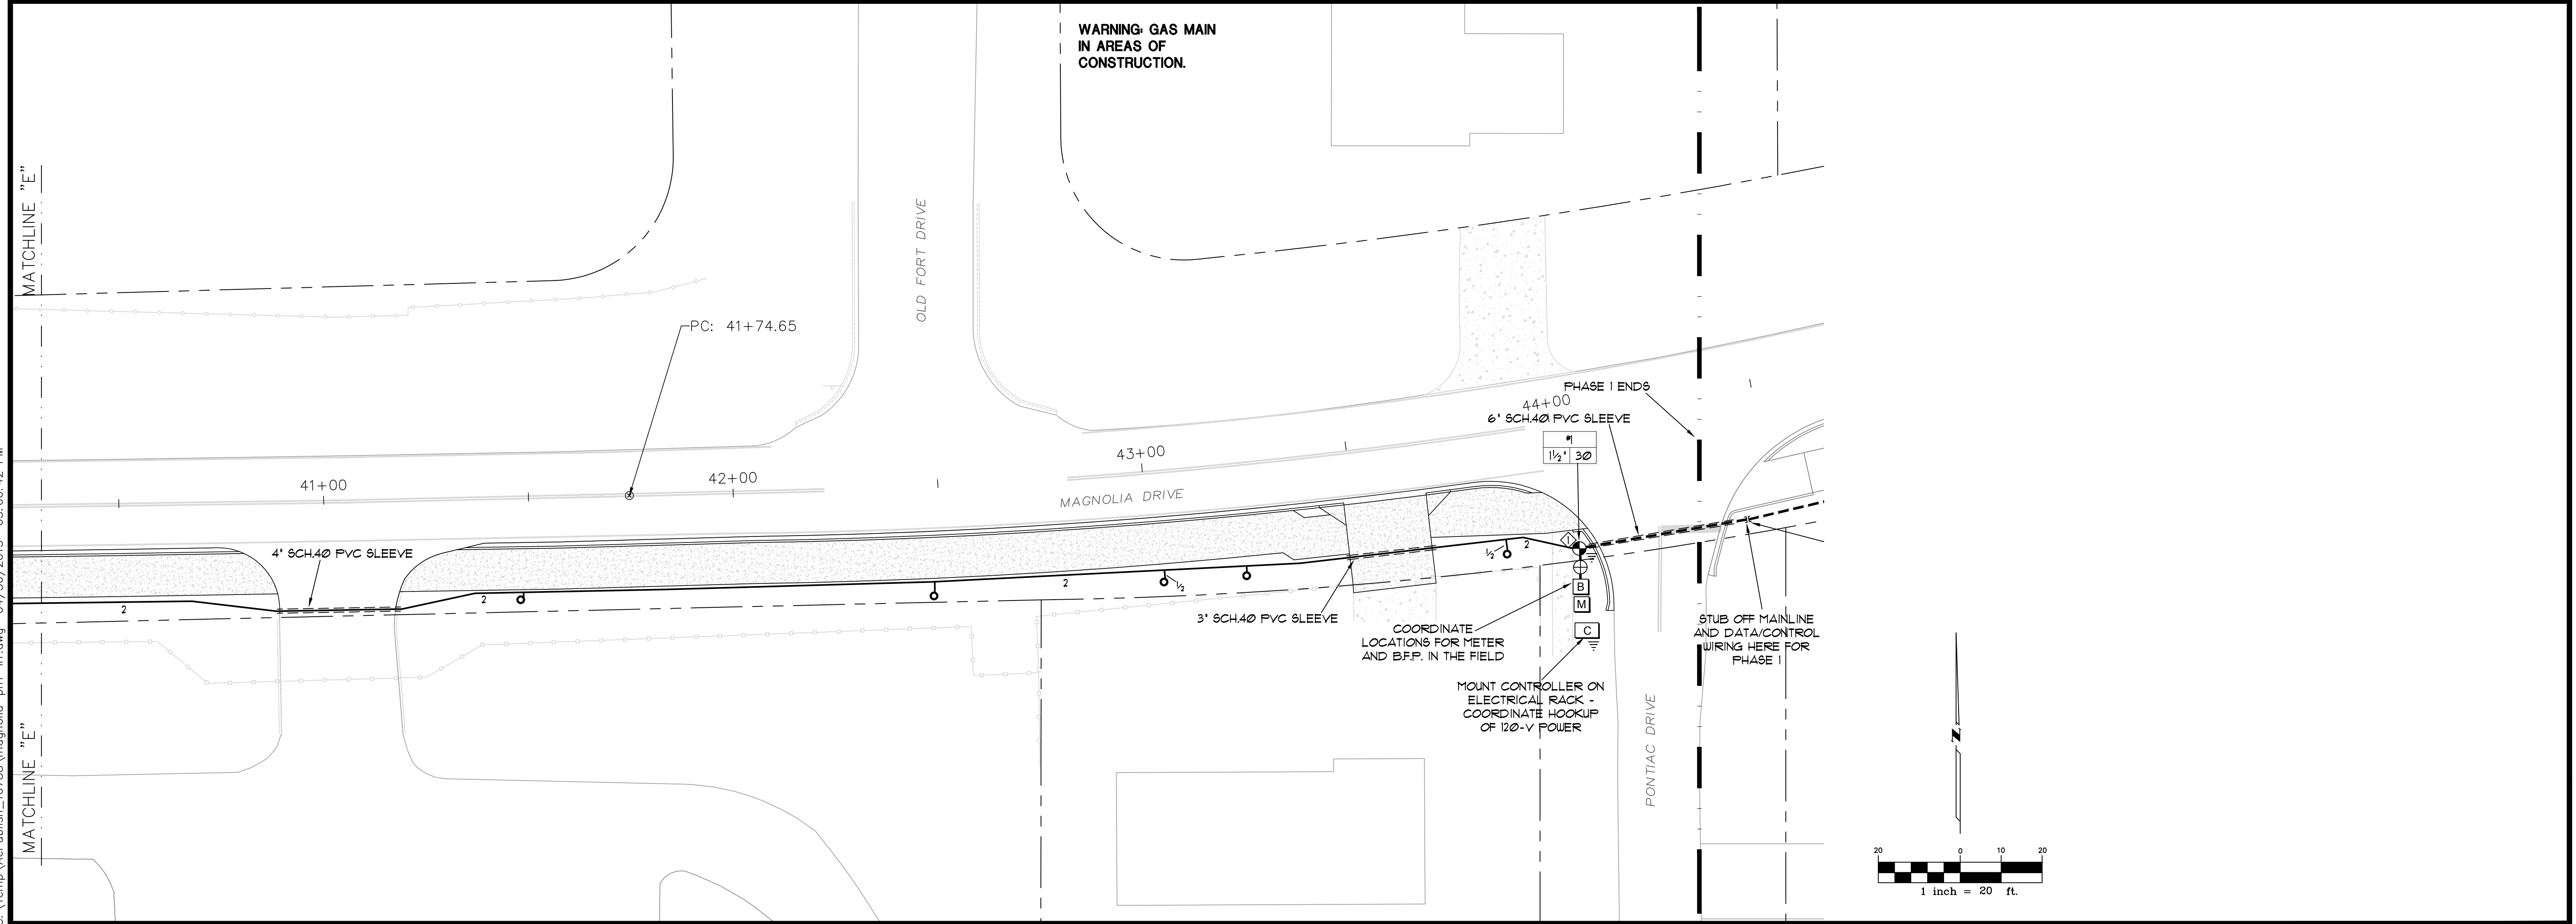 WARNING: GAS MAIN
IN AREAS OF
CONSTRUCTION.
MATCHLINE "E"
OLD FORT DRIVE
PC: 41+74.65
PHASE 1 ENDS
44+00
6" SCH.40 PVC SLEEVE
#1
1½" 30
43+00
42+00
41+00
MAGNOLIA DRIVE
4" SCH.40 PVC SLEEVE
1
½
2
2
2
½
2
B
M
C
3" SCH.40 PVC SLEEVE
COORDINATE
LOCATIONS FOR METER
AND B.F.P. IN THE FIELD
STUB OFF MAINLINE
AND DATA/CONTROL
WIRING HERE FOR
PHASE 1
MOUNT CONTROLLER ON
ELECTRICAL RACK -
COORDINATE HOOKUP
OF 120-V POWER
PONTIAC DRIVE
MATCHLINE "E"
N
20 0 10 20
1 inch = 20 ft.